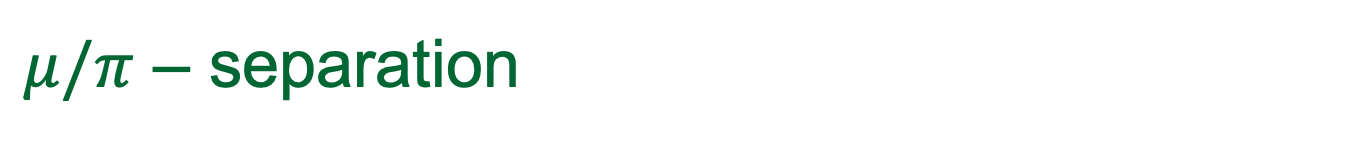 μ/π – separation